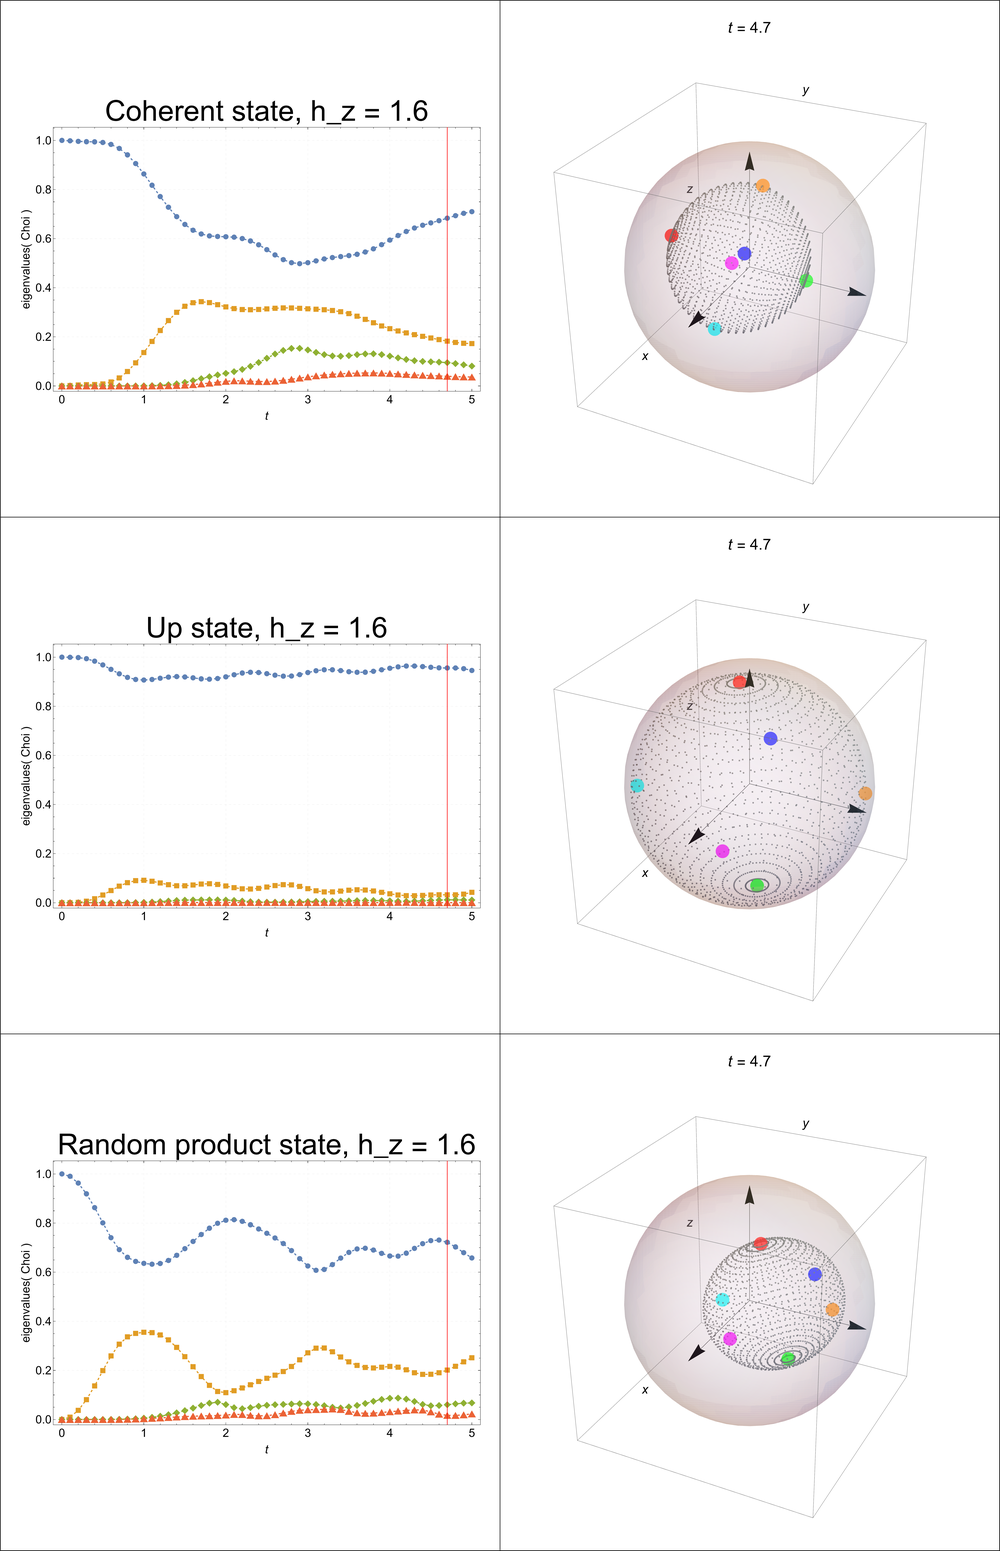 Coherent state, h_z = 1.6
eigenvalues( Choi )
1.0
0.8
0.6
0.4
0.2
0.0
0 1 2 3 4 5
t
t = 4.7
y
z
x
Up state, h_z = 1.6
eigenvalues( Choi )
1.0
0.8
0.6
0.4
0.2
0.0
0 1 2 3 4 5
t
t = 4.7
y
z
x
Random product state, h_z = 1.6
eigenvalues( Choi )
1.0
0.8
0.6
0.4
0.2
0.0
0 1 2 3 4 5
t
t = 4.7
y
z
x